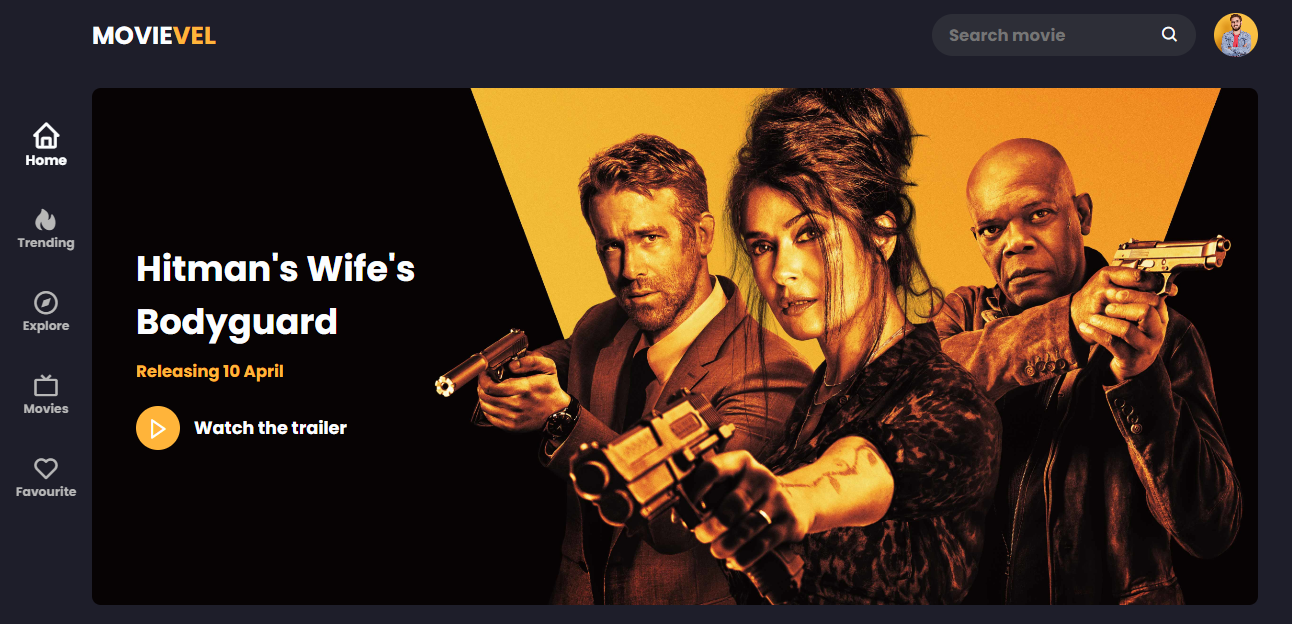 MOVIEVEL
Search movie
Home
Trending
Explore
Movies
Favourite
Hitman's Wife's
Bodyguard
Releasing 10 April
Watch the trailer